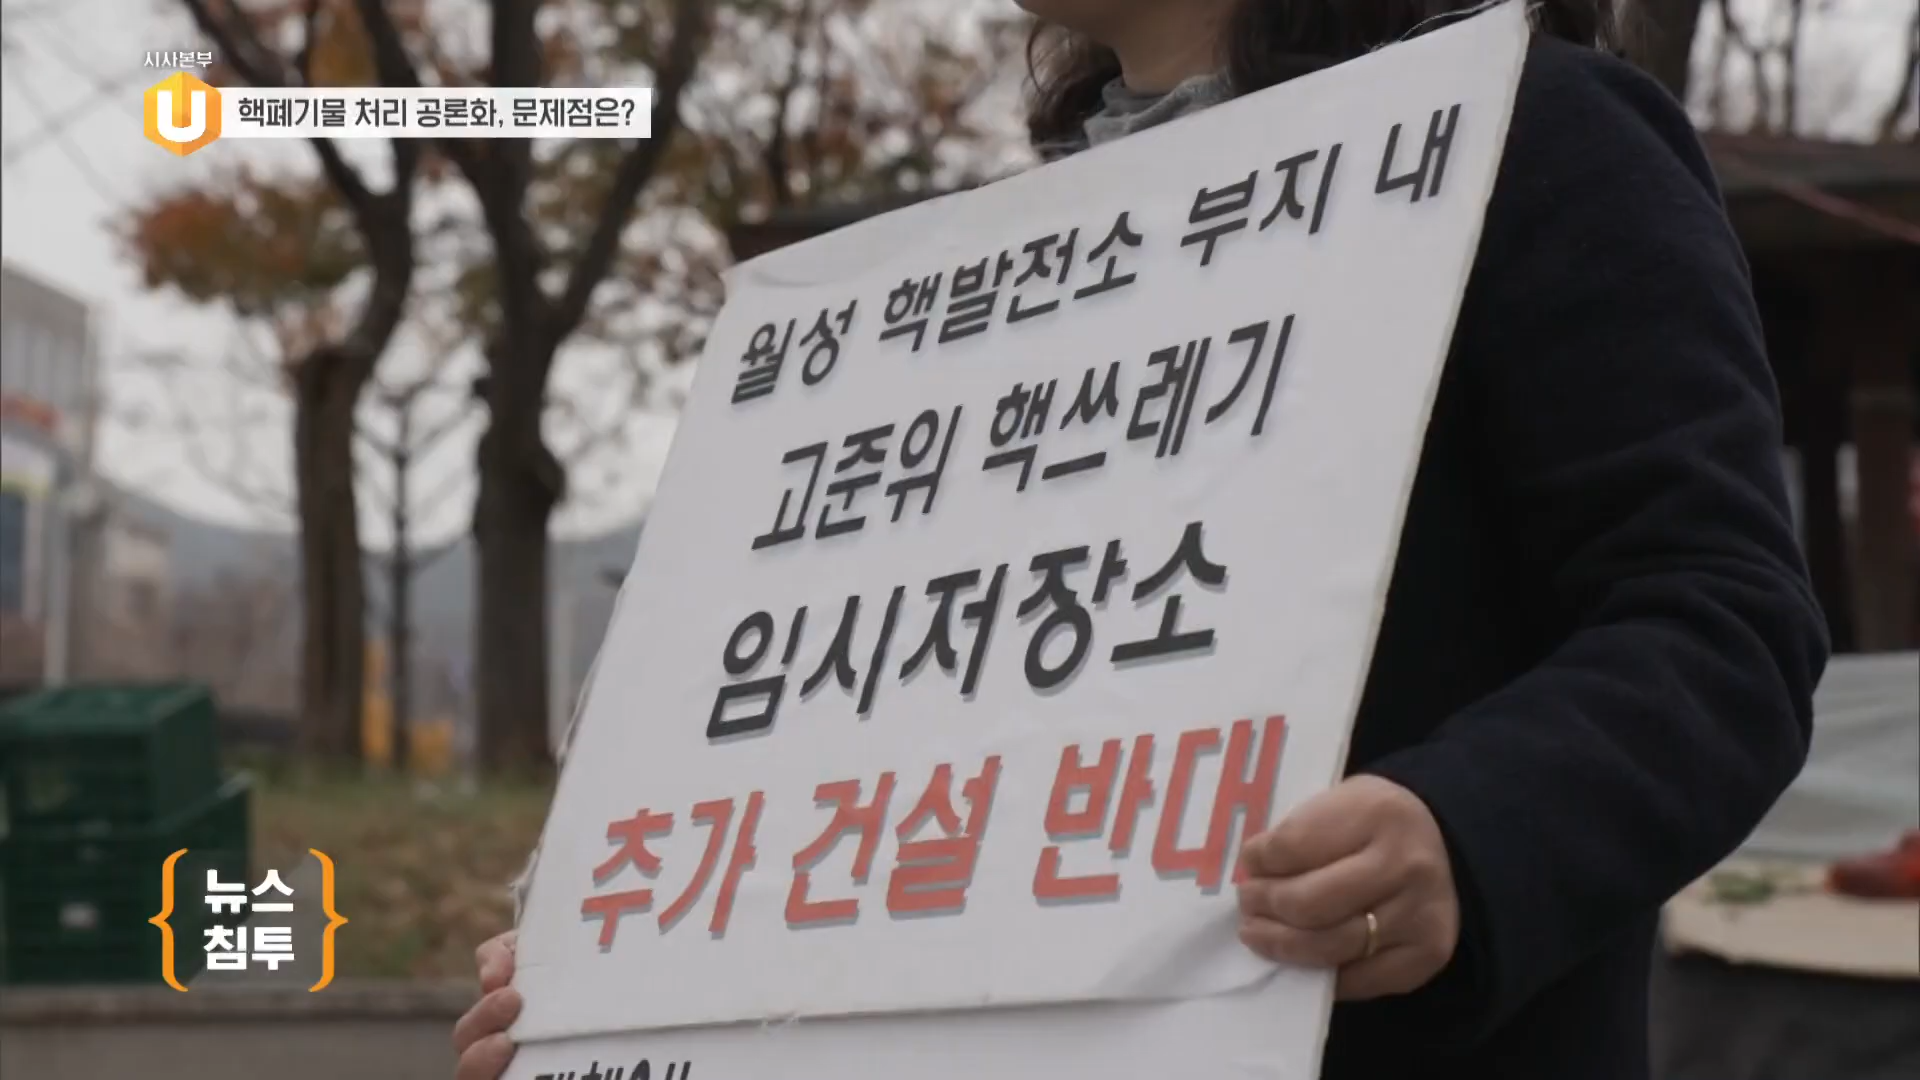 시사본부
U
핵폐기물 처리 공론화, 문제점은?
월성 핵발전소 부지 내
고준위 핵쓰레기
임시저장소
추가 건설 반대
뉴스
침투